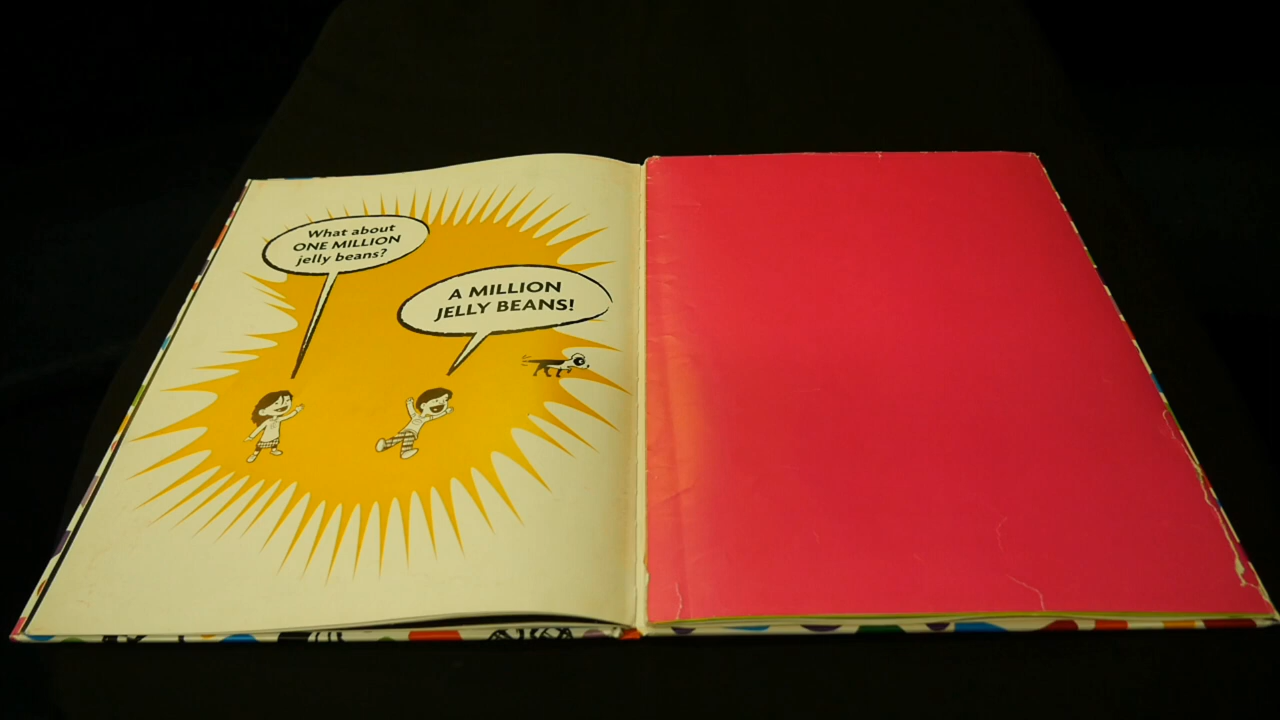 What about
ONE MILLION
jelly beans?
A MILLION
JELLY BEANS!